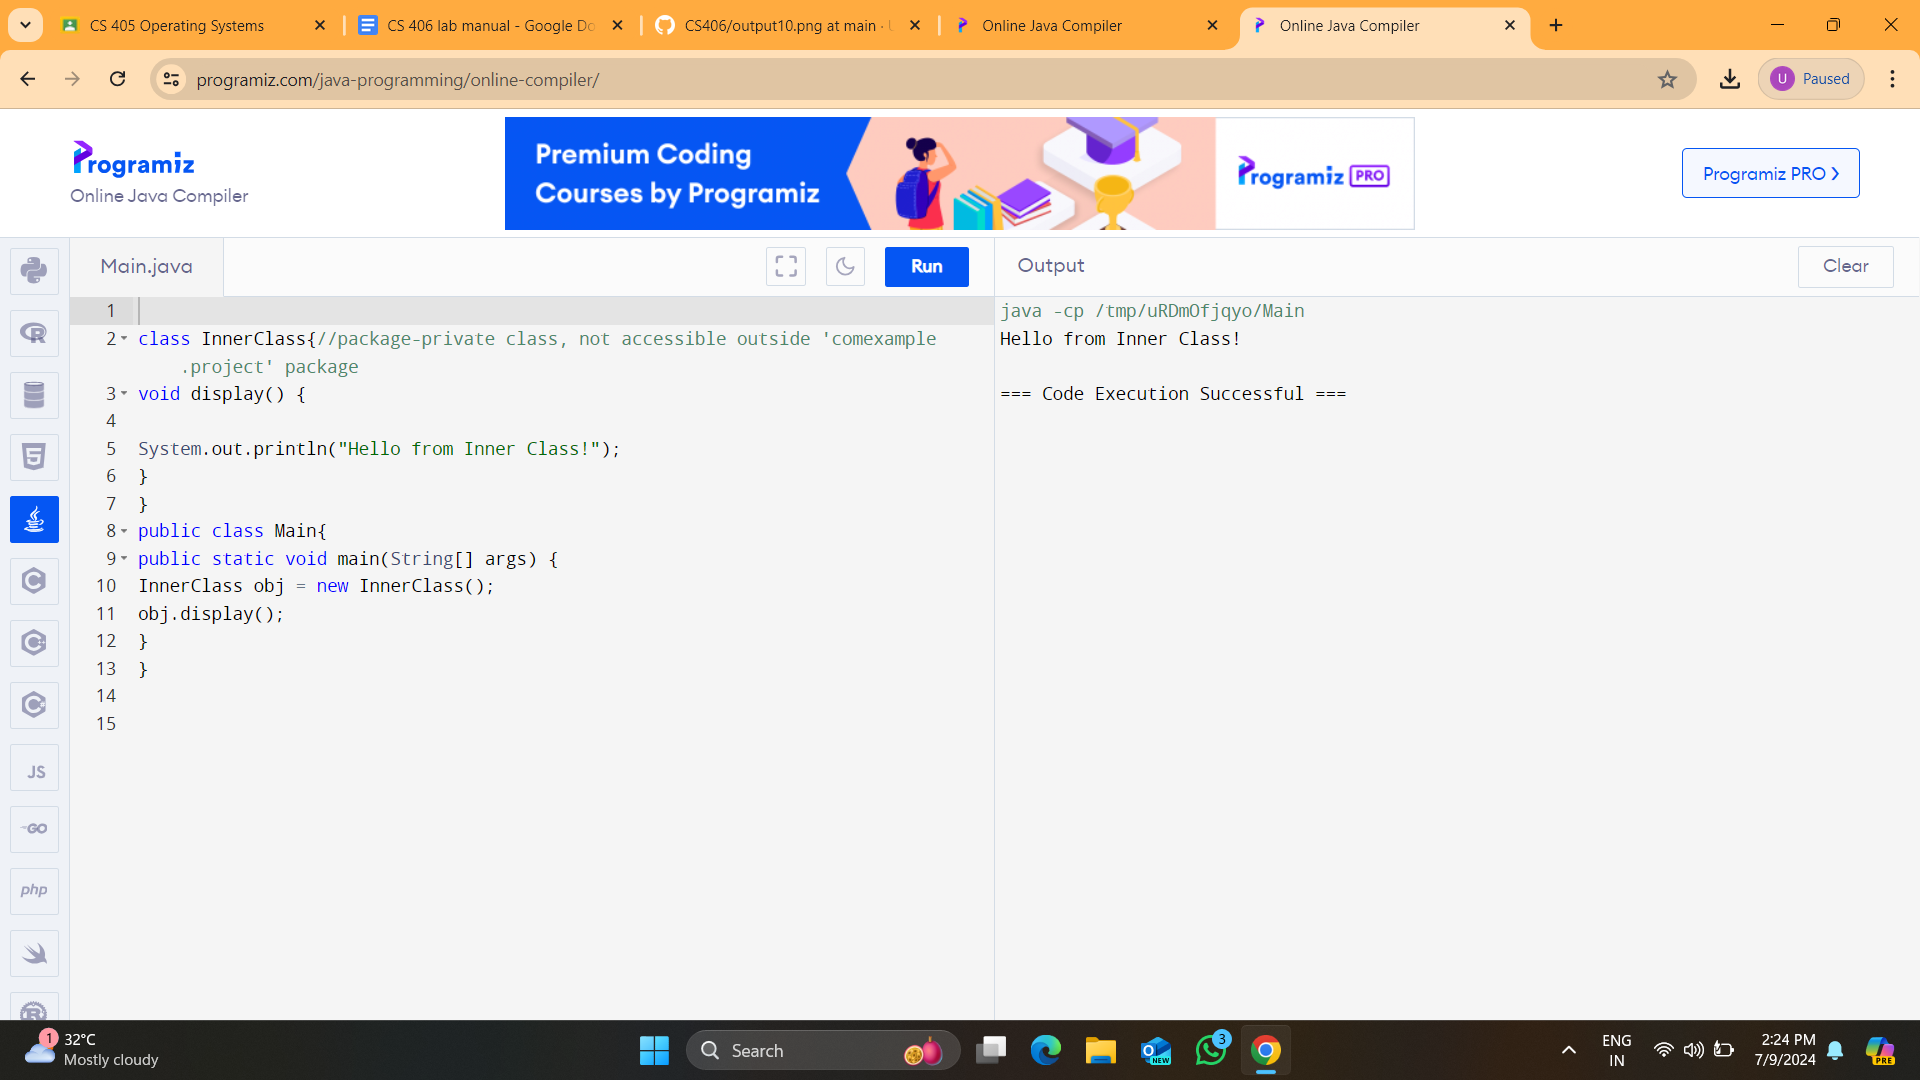 CS 405 Operating Systems
CS 406 lab manual - Google Do
CS406/output10.png at main ·
Online Java Compiler
Online Java Compiler
programiz.com/java-programming/online-compiler/
U Paused
Programiz
Online Java Compiler
Premium Coding
Courses by Programiz
Programiz PRO
Programiz PRO ›
Main.java
Run
Output
Clear
1
2 class InnerClass{//package-private class, not accessible outside 'comexample
.project' package
3 void display() {
4
5 System.out.println("Hello from Inner Class!");
6 }
7 }
8 public class Main{
9 public static void main(String[] args) {
10 InnerClass obj = new InnerClass();
11 obj.display();
12 }
13 }
14
15
java -cp /tmp/uRDmOfjqyo/Main
Hello from Inner Class!
=== Code Execution Successful ===
R
5
C
C
C
JS
GO
php
R
1
32°C
Mostly cloudy
Search
NEW
3
ENG
IN
2:24 PM
7/9/2024
PRE